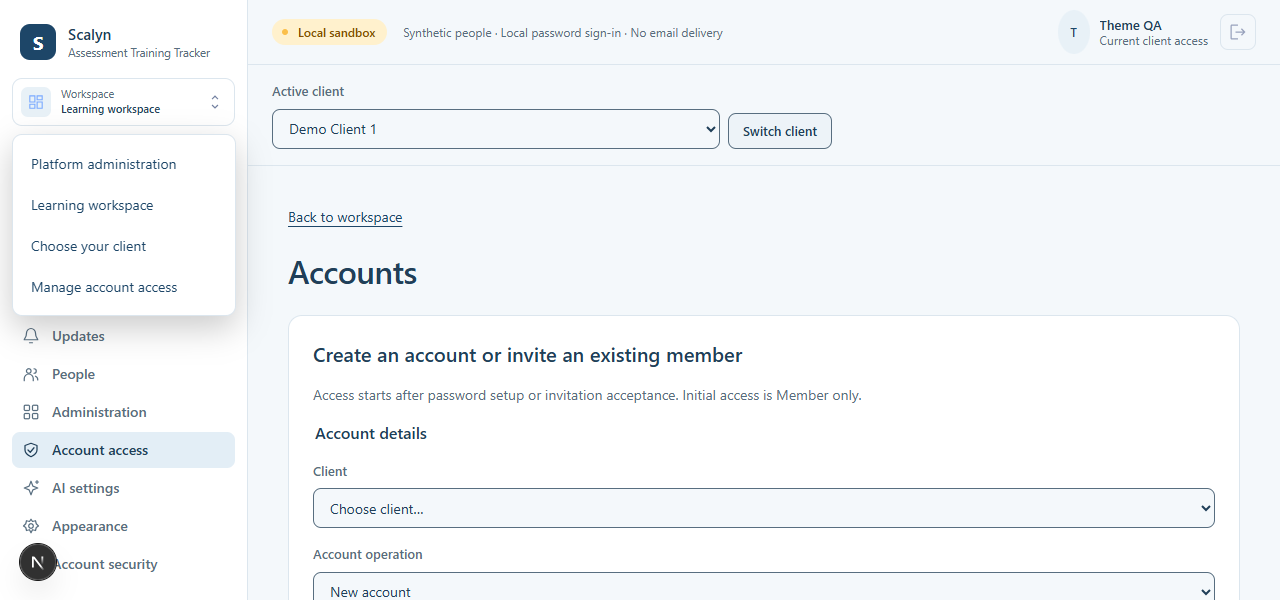 S
Scalyn
Assessment Training Tracker
Workspace
Learning workspace
Platform administration
Learning workspace
Choose your client
Manage account access
Updates
People
Administration
Account access
AI settings
Appearance
N
Account security
Local sandbox
Synthetic people · Local password sign-in · No email delivery
T
Theme QA
Current client access
Active client
Demo Client 1
Switch client
Back to workspace
Accounts
Create an account or invite an existing member
Access starts after password setup or invitation acceptance. Initial access is Member only.
Account details
Client
Choose client...
Account operation
New account